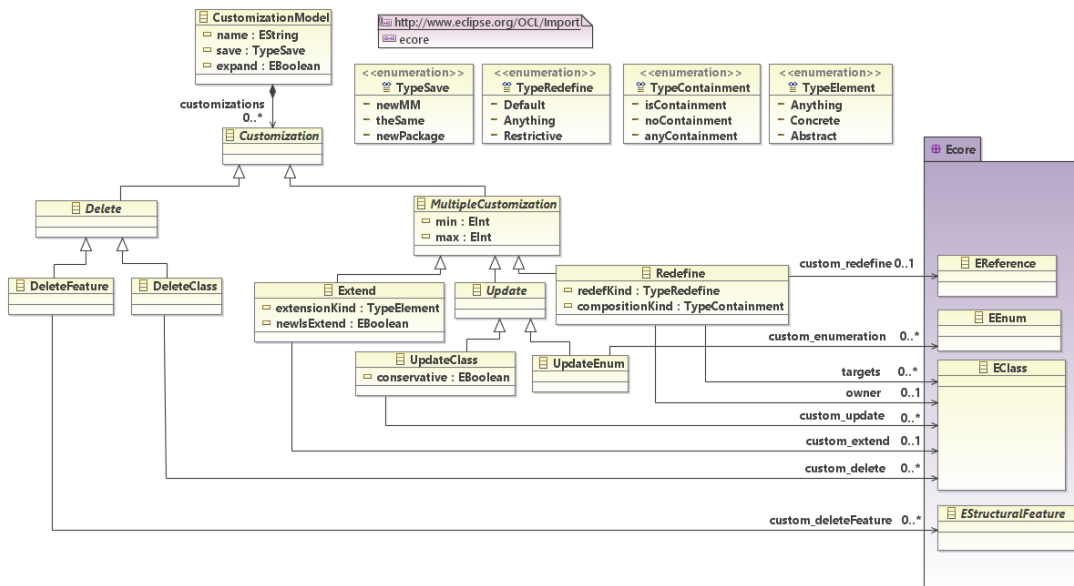 CustomizationModel
name : EString
save : TypeSave
expand : EBoolean
http://www.eclipse.org/OCL/Import
ecore
<<enumeration>>
TypeSave
newMM
theSame
newPackage
<<enumeration>>
TypeRedefine
Default
Anything
Restrictive
<<enumeration>>
TypeContainment
isContainment
noContainment
anyContainment
<<enumeration>>
TypeElement
Anything
Concrete
Abstract
customizations
0..*
Customization
Ecore
Delete
MultipleCustomization
min : EInt
max : EInt
DeleteFeature
DeleteClass
Extend
extensionKind : TypeElement
newIsExtend : EBoolean
Update
Redefine
redefKind : TypeRedefine
compositionKind : TypeContainment
custom_redefine 0..1
EReference
UpdateClass
conservative : EBoolean
UpdateEnum
custom_enumeration 0..*
EEnum
targets 0..*
EClass
owner 0..1
custom_update 0..*
custom_extend 0..1
custom_delete 0..*
custom_deleteFeature 0..*
EStructuralFeature